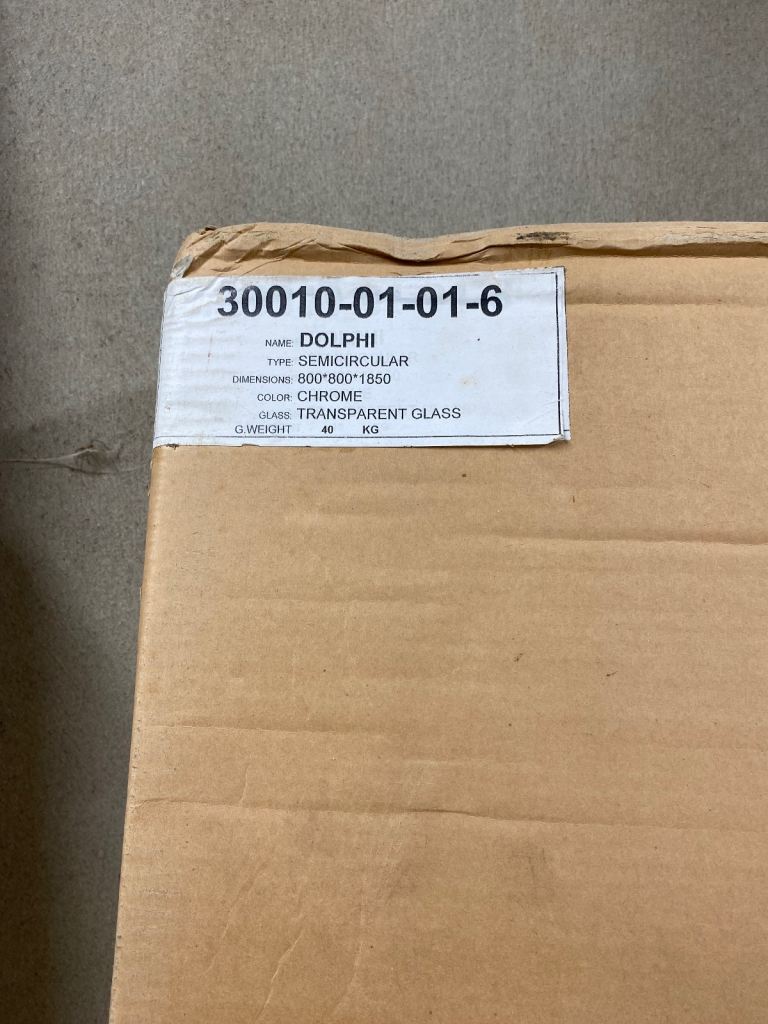 30010-01-01-6
NAME: DOLPHI
TYPE: SEMICIRCULAR
DIMENSIONS: 800*800*1850
COLOR: CHROME
GLASS: TRANSPARENT GLASS
G.WEIGHT 40 KG